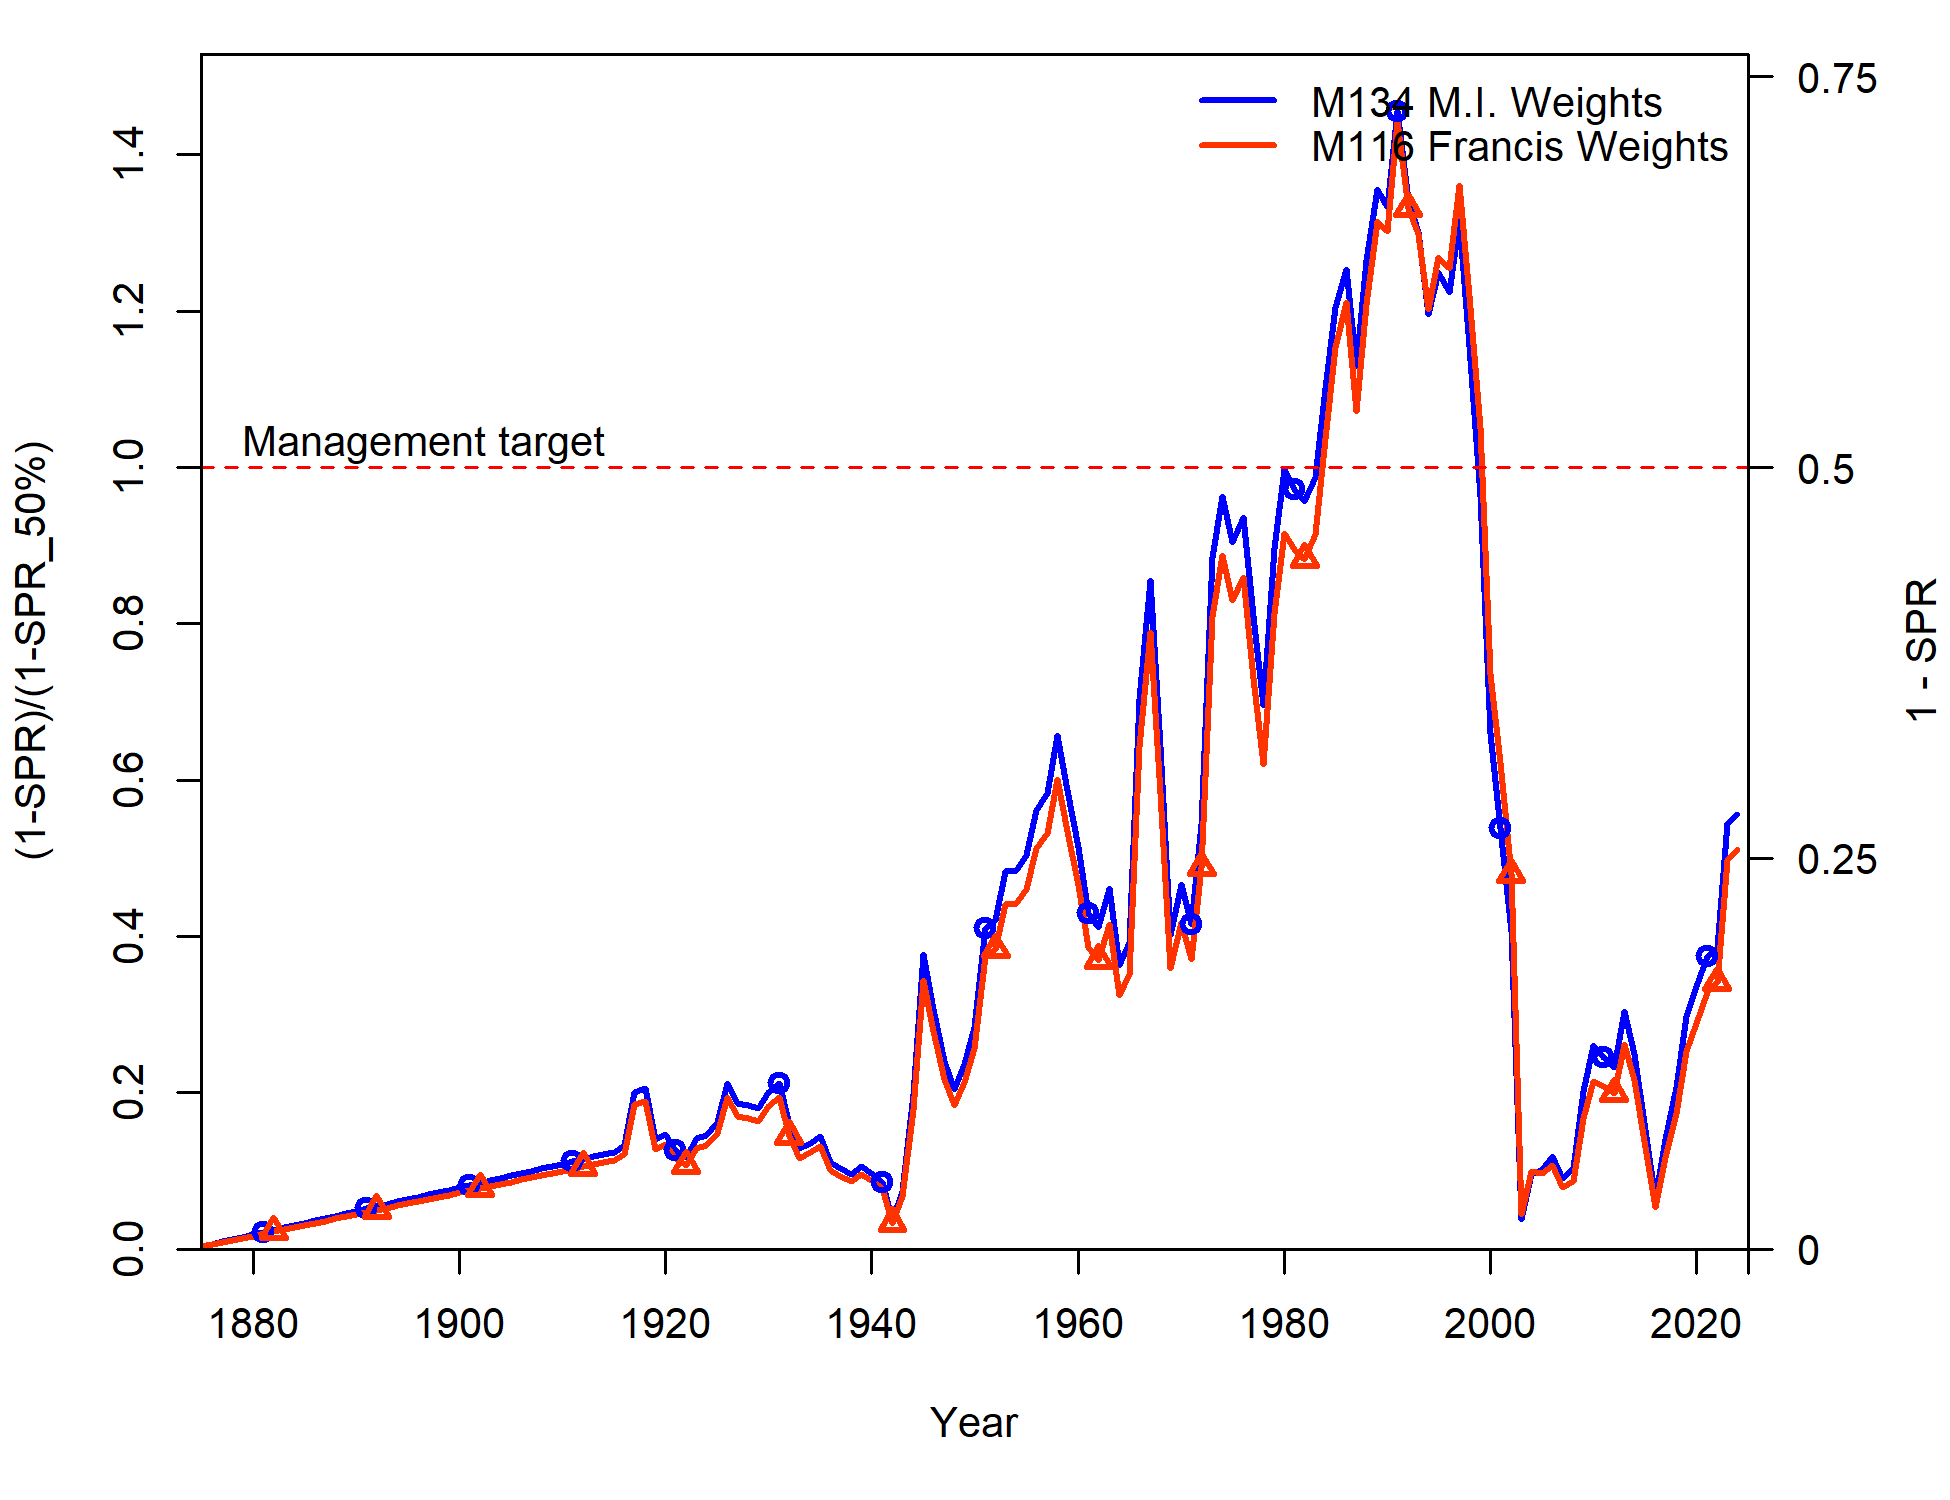 M134 M.I. Weights
M116 Francis Weights
Management target
(1-SPR)/(1-SPR_50%)
0.0
0.2
0.4
0.6
0.8
1.0
1.2
1.4
1 - SPR
0.75
0.5
0.25
0
1880 1900 1920 1940 1960 1980 2000 2020
Year